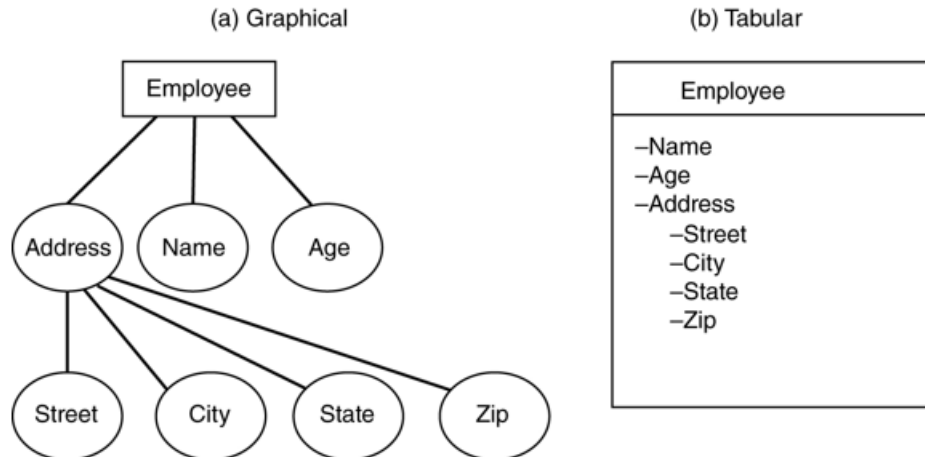 (a) Graphical
Employee
Address Name Age
Street City State Zip
(b) Tabular
Employee
–Name
–Age
–Address
–Street
–City
–State
–Zip